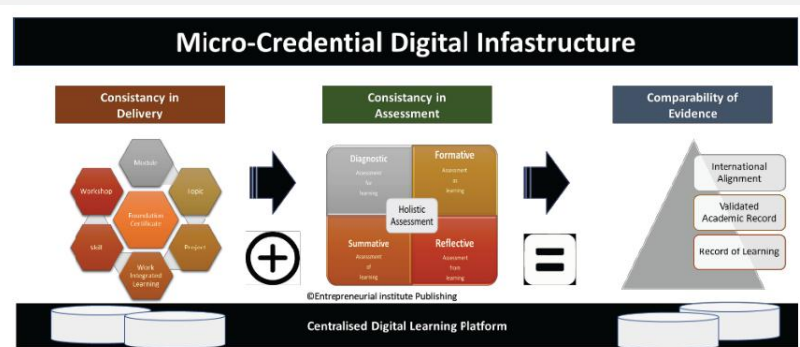 Micro-Credential Digital Infastructure
Consistancy in
Delivery
Consistancy in
Assessment
Comparability of
Evidence
Module
Workshop
Topic
Foundation
Certificate
Skill
Project
Work
Integrated
Learning
Diagnostic
Assessment
for
learning
Formative
Assessment
as
learning
Holistic
Assessment
Summative
Assessment
of
learning
Reflective
Assessment
from
learning
International
Alignment
Validated
Academic Record
Record of Learning
©Entrepreneurial institute Publishing
Centralised Digital Learning Platform